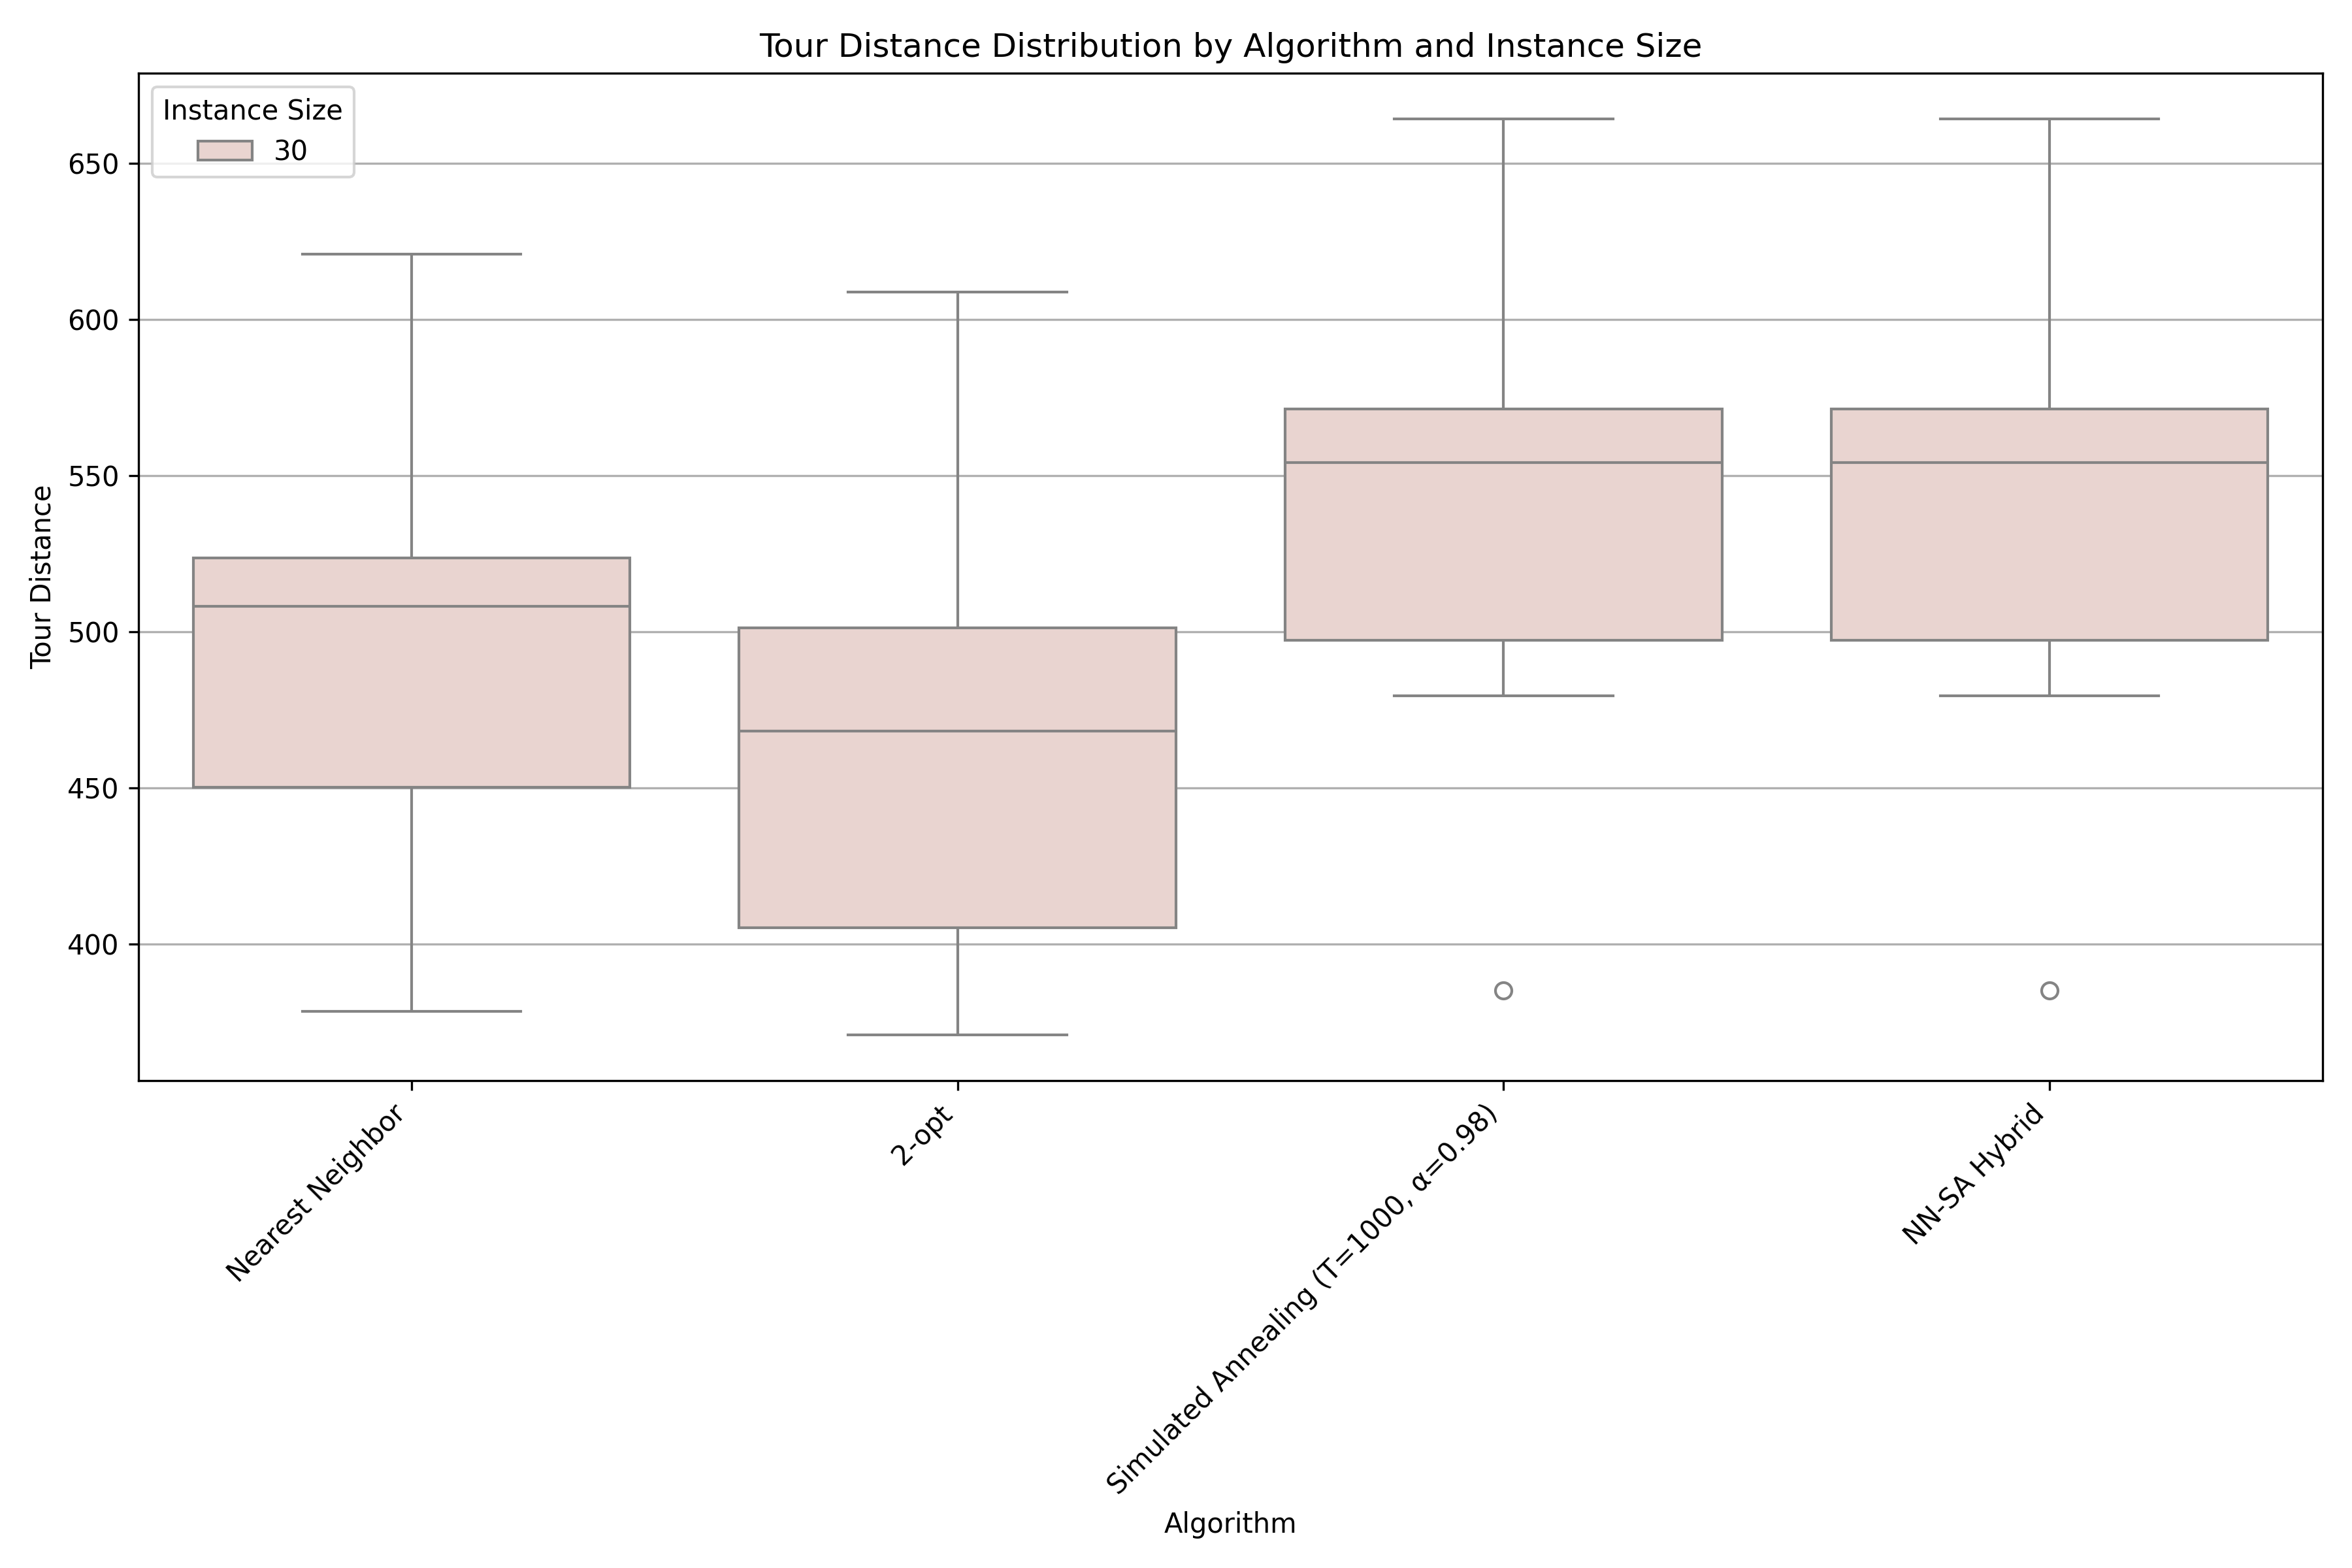 Tour Distance Distribution by Algorithm and Instance Size
Instance Size
30
650
600
550
500
450
400
Tour Distance
Nearest Neighbor
2-opt
Simulated Annealing (T=1000, α=0.98)
NN-SA Hybrid
Algorithm